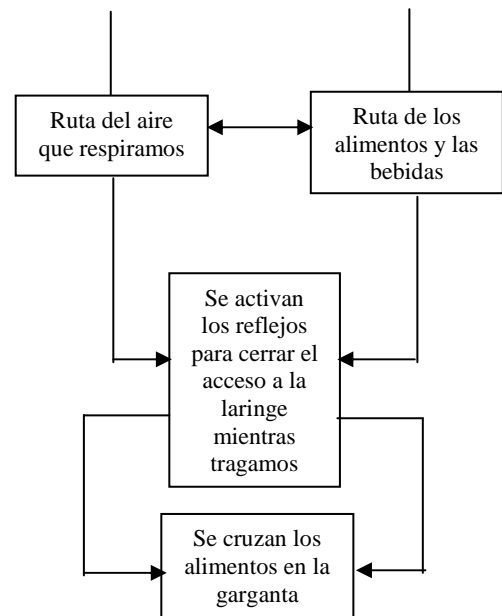 Ruta del aire
que respiramos
Ruta de los
alimentos y las
bebidas
Se activan
los reflejos
para cerrar el
acceso a la
laringe
mientras
tragamos
Se cruzan los
alimentos en la
garganta